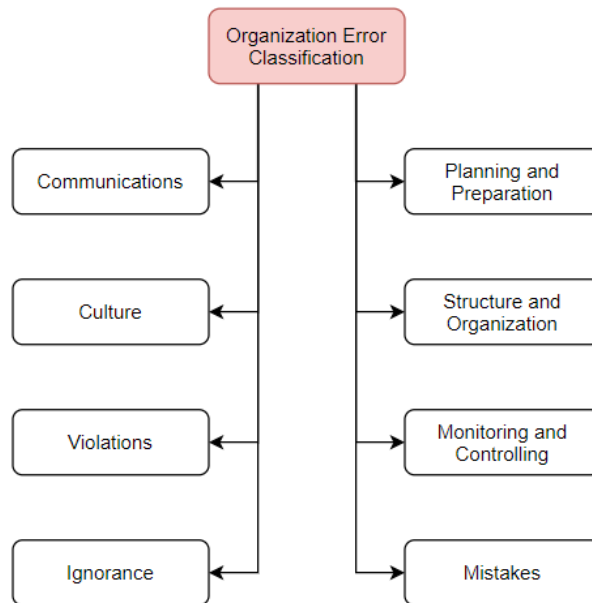 Organization Error
Classification
Communications
Planning and
Preparation
Culture
Structure and
Organization
Violations
Monitoring and
Controlling
Ignorance
Mistakes